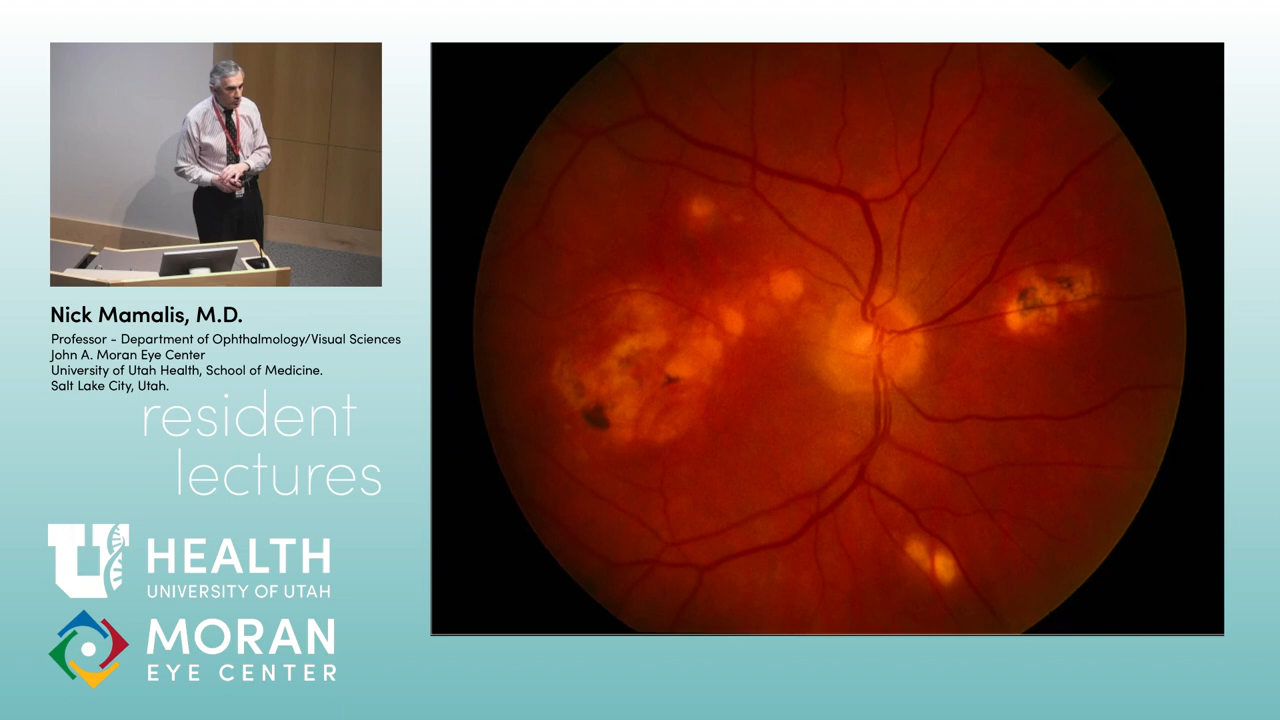 Nick Mamalis, M.D.
Professor - Department of Ophthalmology/Visual Sciences
John A. Moran Eye Center
University of Utah Health, School of Medicine.
Salt Lake City, Utah.
resident
lectures
U HEALTH
UNIVERSITY OF UTAH
MORAN
EYE CENTER